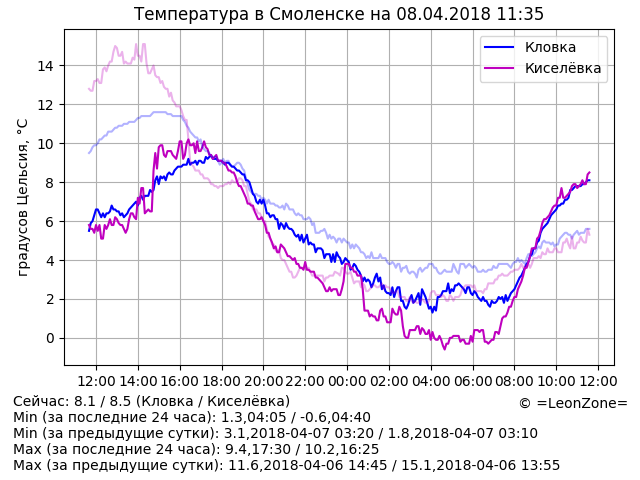 Температура в Смоленске на 08.04.2018 11:35
Кловка
Киселёвка
градусов Цельсия, °C
14
12
10
8
6
4
2
0
12:00 14:00 16:00 18:00 20:00 22:00 00:00 02:00 04:00 06:00 08:00 10:00 12:00
Сейчас: 8.1 / 8.5 (Кловка / Киселёвка)
© =LeonZone=
Min (за последние 24 часа): 1.3,04:05 / -0.6,04:40
Min (за предыдущие сутки): 3.1,2018-04-07 03:20 / 1.8,2018-04-07 03:10
Max (за последние 24 часа): 9.4,17:30 / 10.2,16:25
Max (за предыдущие сутки): 11.6,2018-04-06 14:45 / 15.1,2018-04-06 13:55